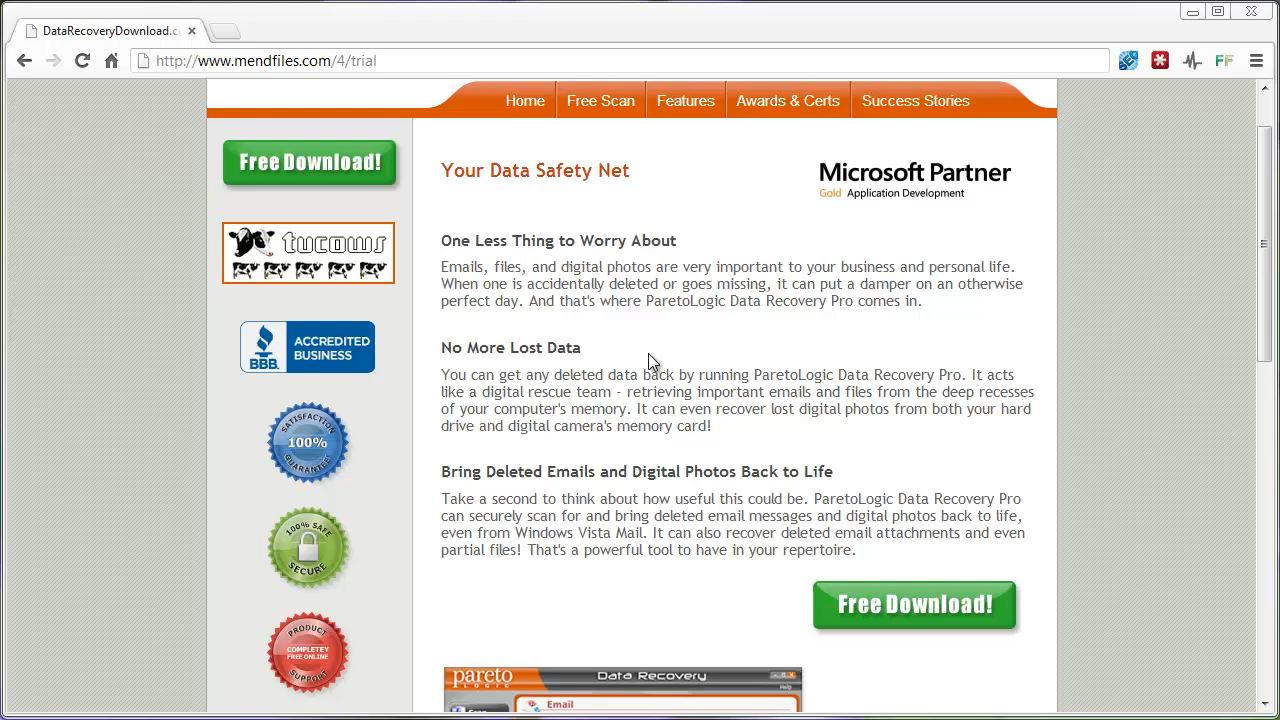 DataRecoveryDownload.c
http://www.mendfiles.com/4/trial
FF
Home
Free Scan
Features
Awards & Certs
Success Stories
Free Download!
tucows
BBB.
ACCREDITED
BUSINESS
SATISFACTION
100%
GUARANTEE
100% SAFE
SECURE
PRODUCT
COMPLETEY
FREE ONLINE
SUPPORT
Your Data Safety Net
Microsoft Partner
Gold Application Development
One Less Thing to Worry About
Emails, files, and digital photos are very important to your business and personal life.
When one is accidentally deleted or goes missing, it can put a damper on an otherwise
perfect day. And that's where ParetoLogic Data Recovery Pro comes in.
No More Lost Data
You can get any deleted data back by running ParetoLogic Data Recovery Pro. It acts
like a digital rescue team - retrieving important emails and files from the deep recesses
of your computer's memory. It can even recover lost digital photos from both your hard
drive and digital camera's memory card!
Bring Deleted Emails and Digital Photos Back to Life
Take a second to think about how useful this could be. ParetoLogic Data Recovery Pro
can securely scan for and bring deleted email messages and digital photos back to life,
even from Windows Vista Mail. It can also recover deleted email attachments and even
partial files! That's a powerful tool to have in your repertoire.
Free Download!
pareto
LOGIC
Data Recovery
Help
Email